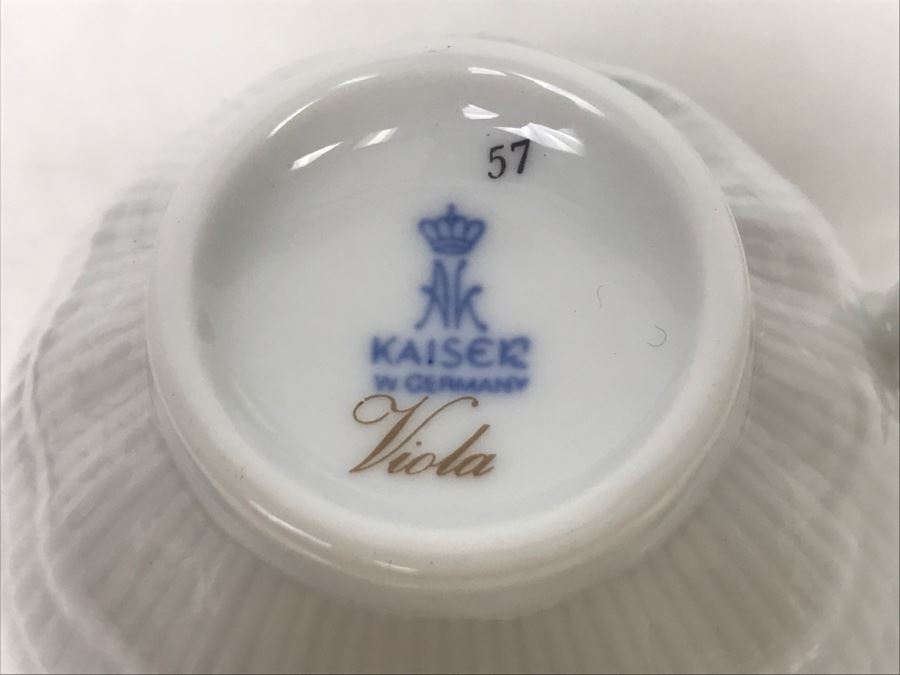 57
AK
KAISER
W GERMANY
Viola